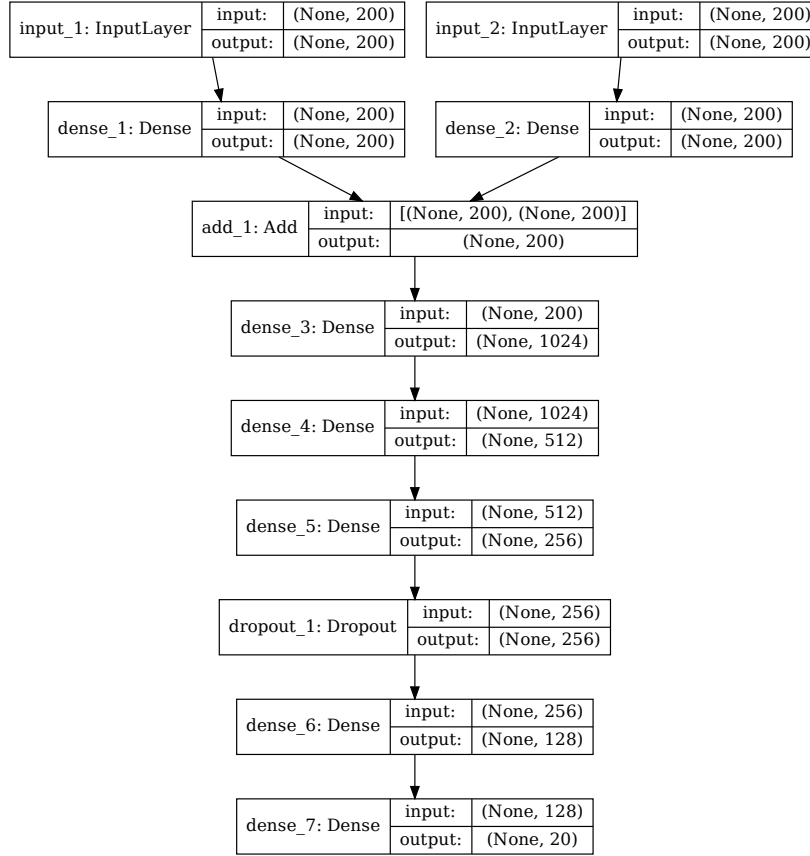 input_1: InputLayer input: (None, 200)
output: (None, 200)
input_2: InputLayer input: (None, 200)
output: (None, 200)
dense_1: Dense input: (None, 200)
output: (None, 200)
dense_2: Dense input: (None, 200)
output: (None, 200)
add_1: Add input: [(None, 200), (None, 200)]
output: (None, 200)
dense_3: Dense input: (None, 200)
output: (None, 1024)
dense_4: Dense input: (None, 1024)
output: (None, 512)
dense_5: Dense input: (None, 512)
output: (None, 256)
dropout_1: Dropout input: (None, 256)
output: (None, 256)
dense_6: Dense input: (None, 256)
output: (None, 128)
dense_7: Dense input: (None, 128)
output: (None, 20)